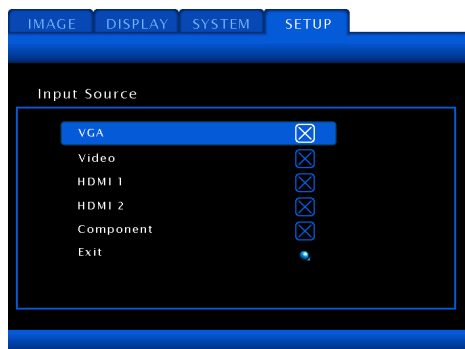 IMAGE DISPLAY SYSTEM SETUP
Input Source
VGA
Video
HDMI 1
HDMI 2
Component
Exit